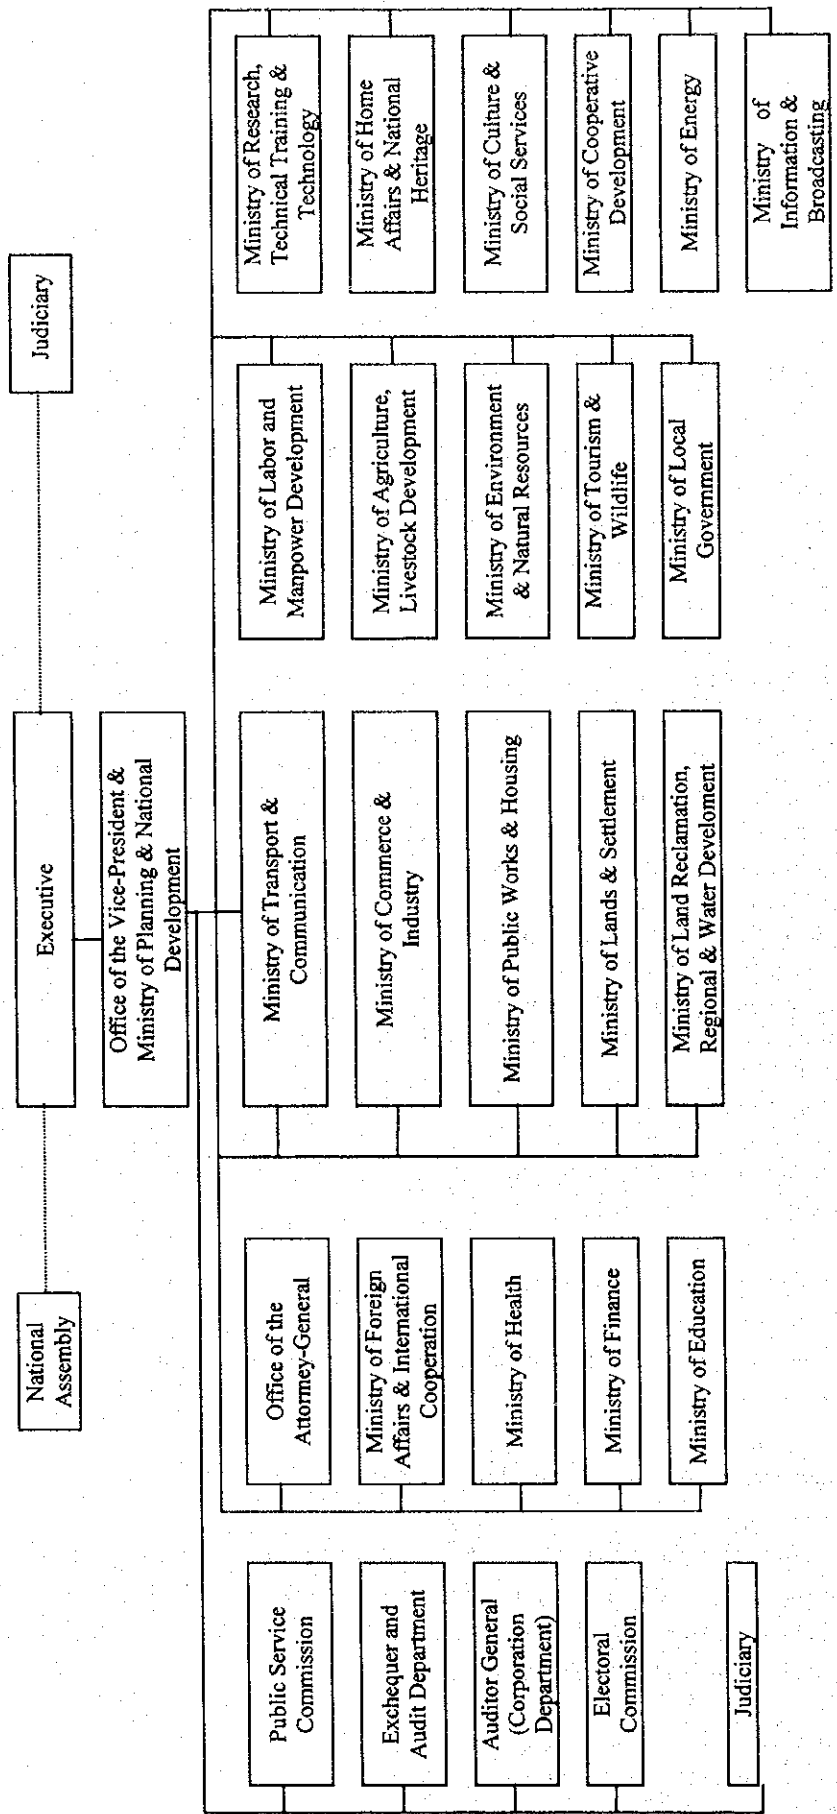 National
Assembly
Executive
Judiciary
Office of the Vice-President &
Ministry of Planning & National
Development
Public Service
Commission
Exchequer and
Audit Department
Auditor General
(Corporation
Department)
Electoral
Commission
Judiciary
Office of the
Attorney-General
Ministry of Foreign
Affairs & International
Cooperation
Ministry of Health
Ministry of Finance
Ministry of Education
Ministry of Transport &
Communication
Ministry of Commerce &
Industry
Ministry of Public Works & Housing
Ministry of Lands & Settlement
Ministry of Land Reclamation,
Regional & Water Develoment
Ministry of Labor and
Manpower Development
Ministry of Agriculture,
Livestock Development
Ministry of Environment
& Natural Resources
Ministry of Tourism &
Wildlife
Ministry of Local
Government
Ministry of Research,
Technical Training &
Technology
Ministry of Home
Affairs & National
Heritage
Ministry of Culture &
Social Services
Ministry of Cooperative
Development
Ministry of Energy
Ministry of
Information &
Broadcasting